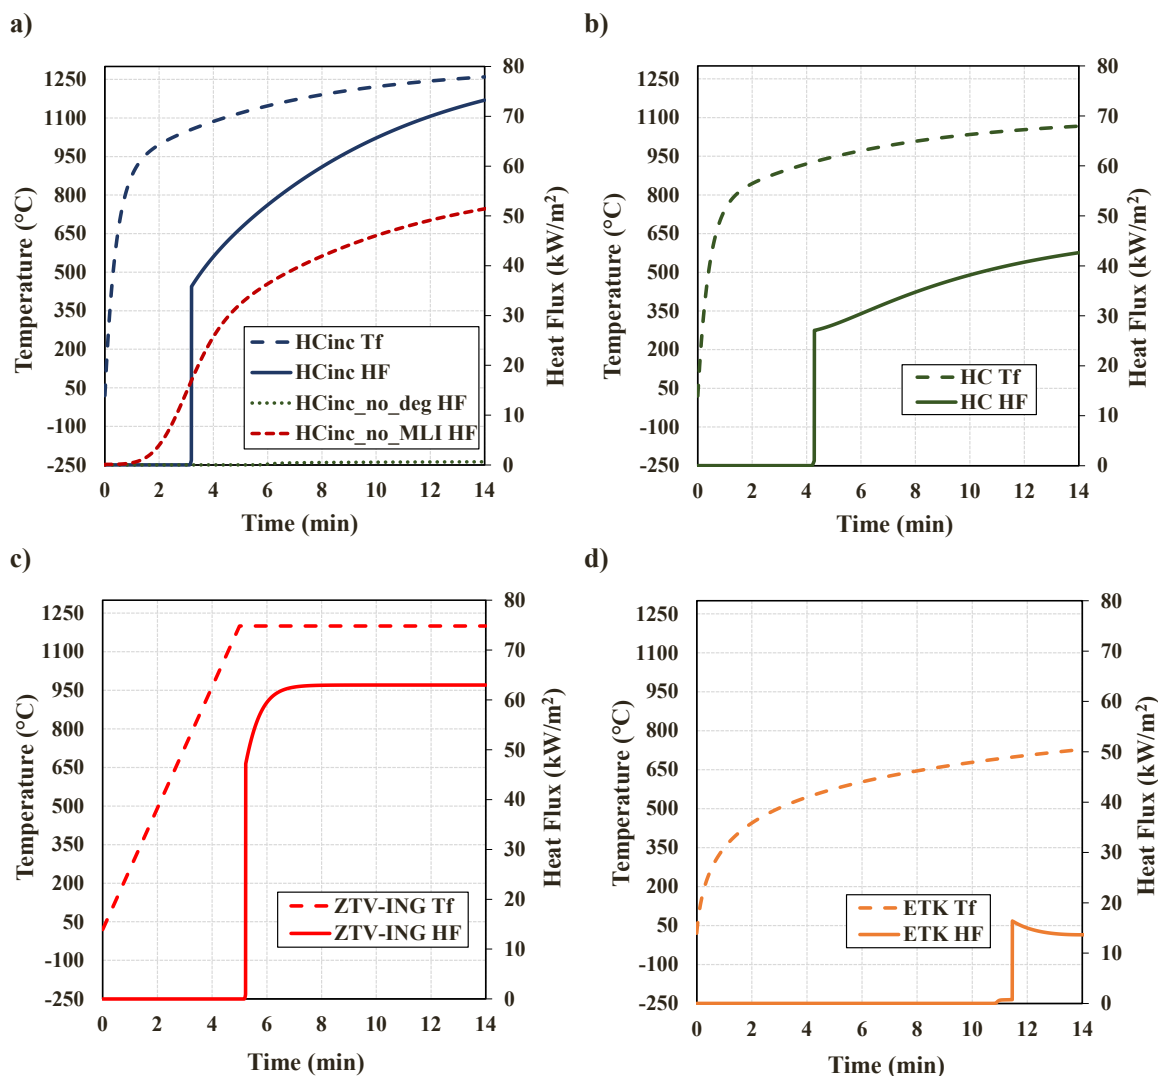 a)
1250
1100
950
800
650
500
350
200
50
-100
-250
Temperature (°C)
80
70
60
50
40
30
20
10
0
Heat Flux (kW/m²)
HCinc Tf
HCinc HF
HCinc_no_deg HF
HCinc_no_MLI HF
0 2 4 6 8 10 12 14
Time (min)
b)
1250
1100
950
800
650
500
350
200
50
-100
-250
Temperature (°C)
80
70
60
50
40
30
20
10
0
Heat Flux (kW/m²)
HC Tf
HC HF
0 2 4 6 8 10 12 14
Time (min)
c)
1250
1100
950
800
650
500
350
200
50
-100
-250
Temperature (°C)
80
70
60
50
40
30
20
10
0
Heat Flux (kW/m²)
ZTV-ING Tf
ZTV-ING HF
0 2 4 6 8 10 12 14
Time (min)
d)
1250
1100
950
800
650
500
350
200
50
-100
-250
Temperature (°C)
80
70
60
50
40
30
20
10
0
Heat Flux (kW/m²)
ETK Tf
ETK HF
0 2 4 6 8 10 12 14
Time (min)